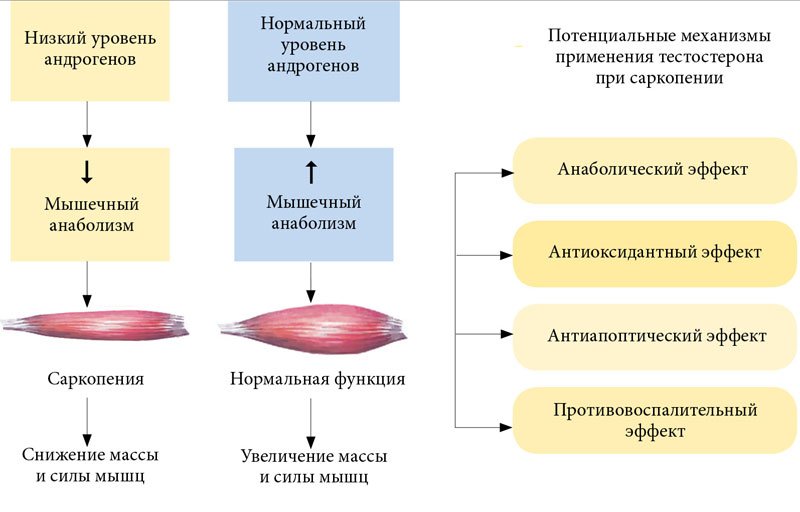 Низкий уровень
андрогенов
↓
Мышечный
анаболизм
Саркопения
Снижение массы
и силы мышц
Нормальный
уровень
андрогенов
↑
Мышечный
анаболизм
Нормальная функция
Увеличение массы
и силы мышц
Потенциальные механизмы
применения тестостерона
при саркопении
Анаболический эффект
Антиоксидантный эффект
Антиапоптический эффект
Противовоспалительный
эффект